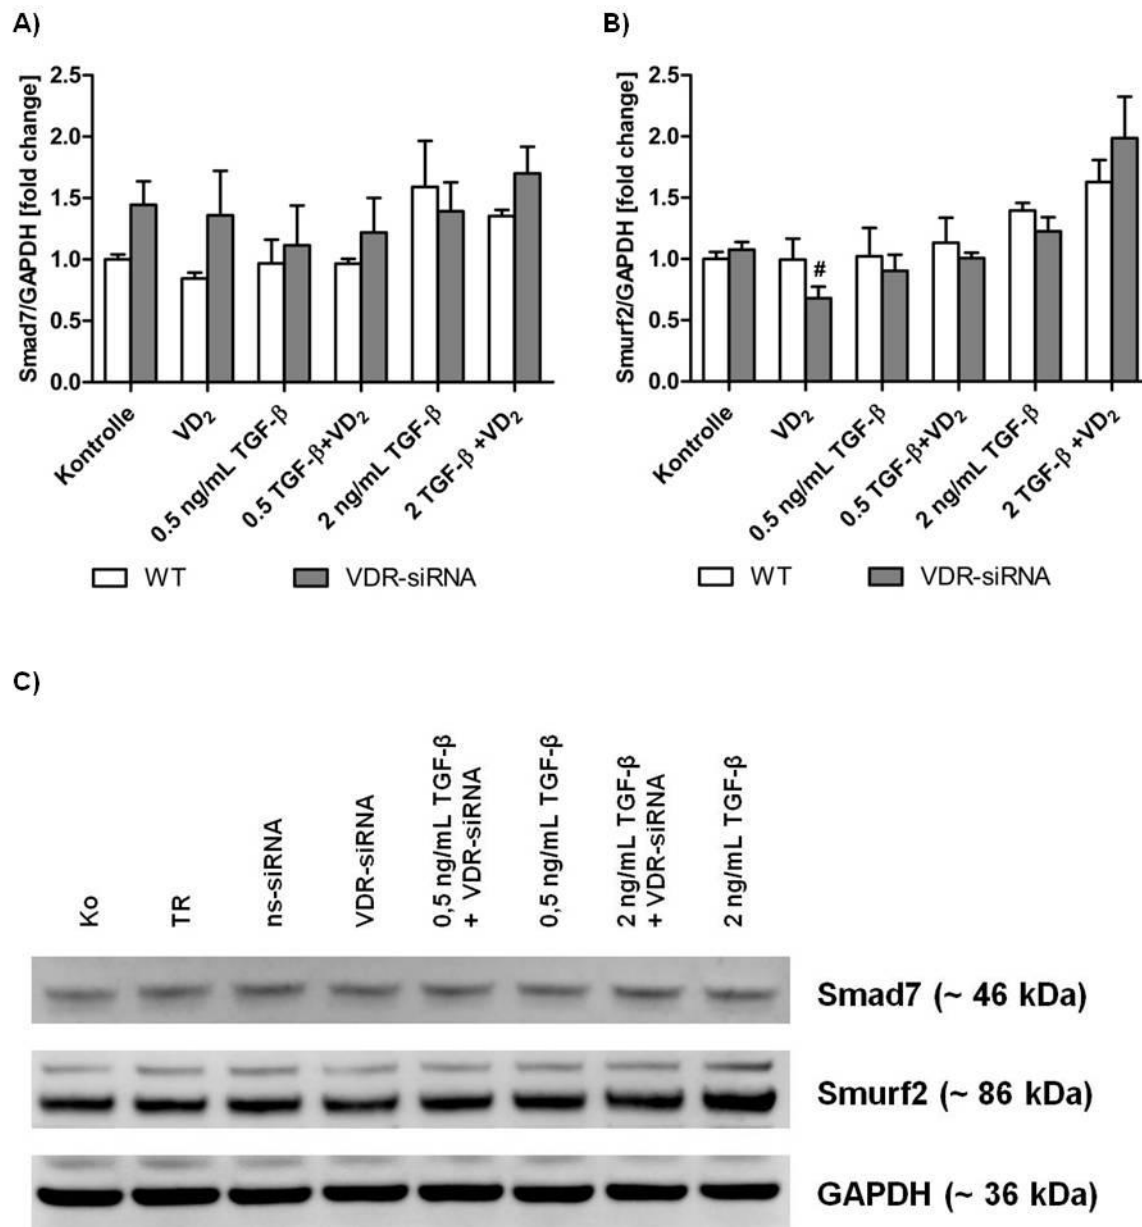 A)
Smad7/GAPDH [fold change]
2.5
2.0
1.5
1.0
0.5
0.0
Kontrolle
VD₂
0.5 ng/mL TGF-β
0.5 TGF-β+VD₂
2 ng/mL TGF-β
2 TGF-β +VD₂
WT
VDR-siRNA
B)
Smurf2/GAPDH [fold change]
2.5
2.0
1.5
1.0
0.5
0.0
#
Kontrolle
VD₂
0.5 ng/mL TGF-β
0.5 TGF-β+VD₂
2 ng/mL TGF-β
2 TGF-β +VD₂
WT
VDR-siRNA
C)
Ko
TR
ns-siRNA
VDR-siRNA
0,5 ng/mL TGF-β
+ VDR-siRNA
0,5 ng/mL TGF-β
2 ng/mL TGF-β
+ VDR-siRNA
2 ng/mL TGF-β
Smad7 (~ 46 kDa)
Smurf2 (~ 86 kDa)
GAPDH (~ 36 kDa)